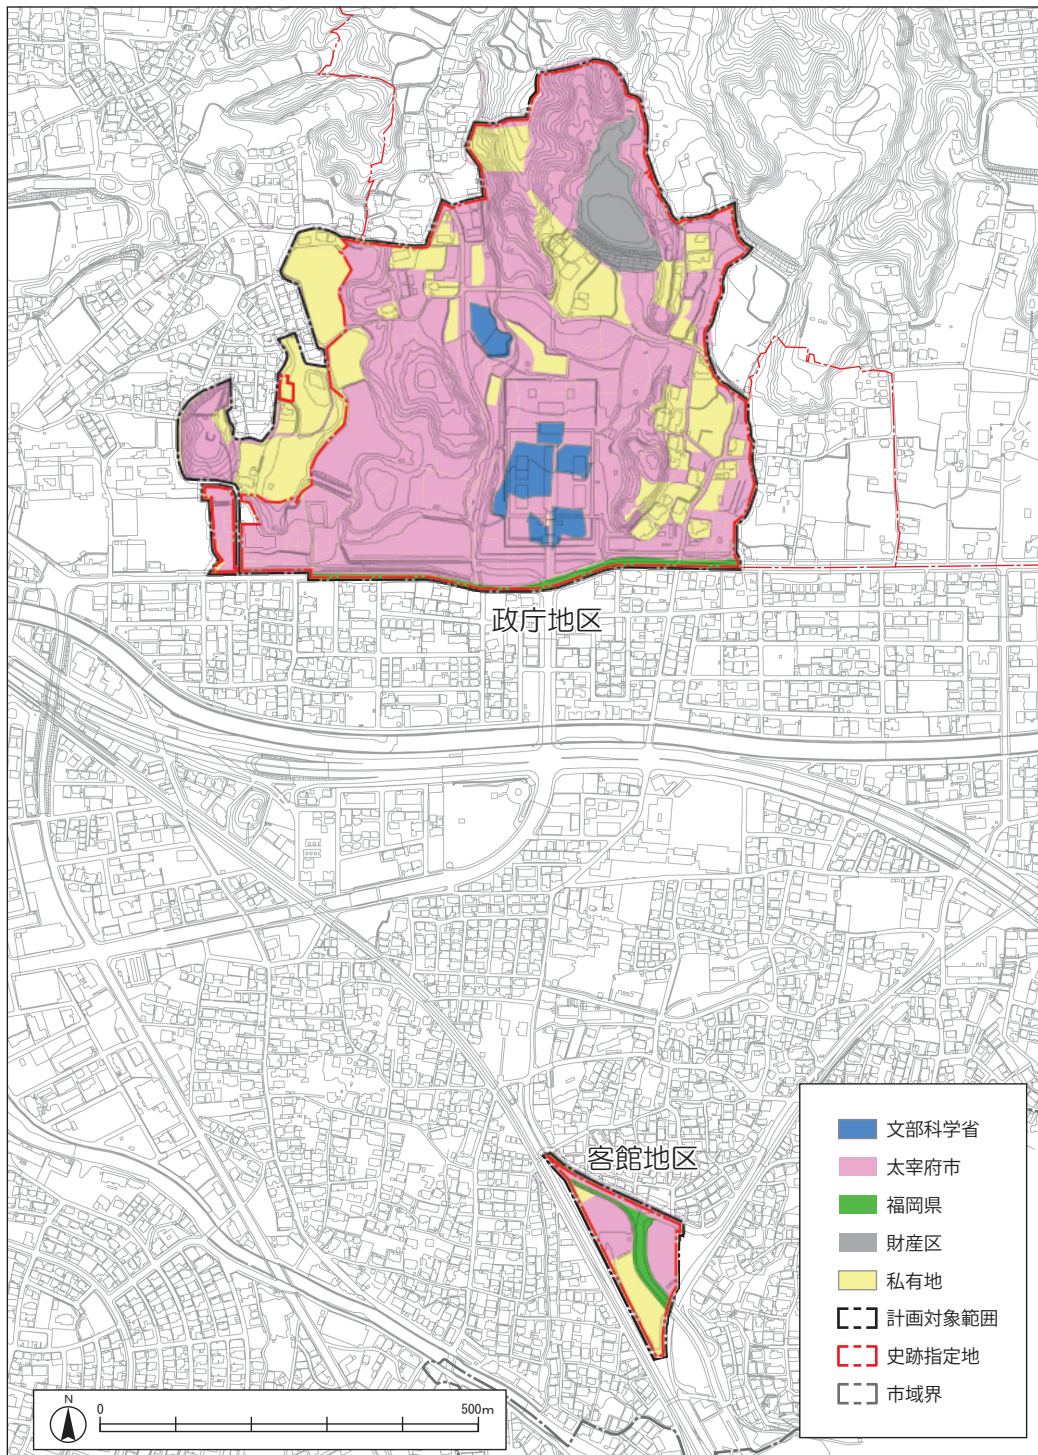 政庁地区
客館地区
文部科学省
太宰府市
福岡県
財産区
私有地
計画対象範囲
史跡指定地
市域界
N
0
500m